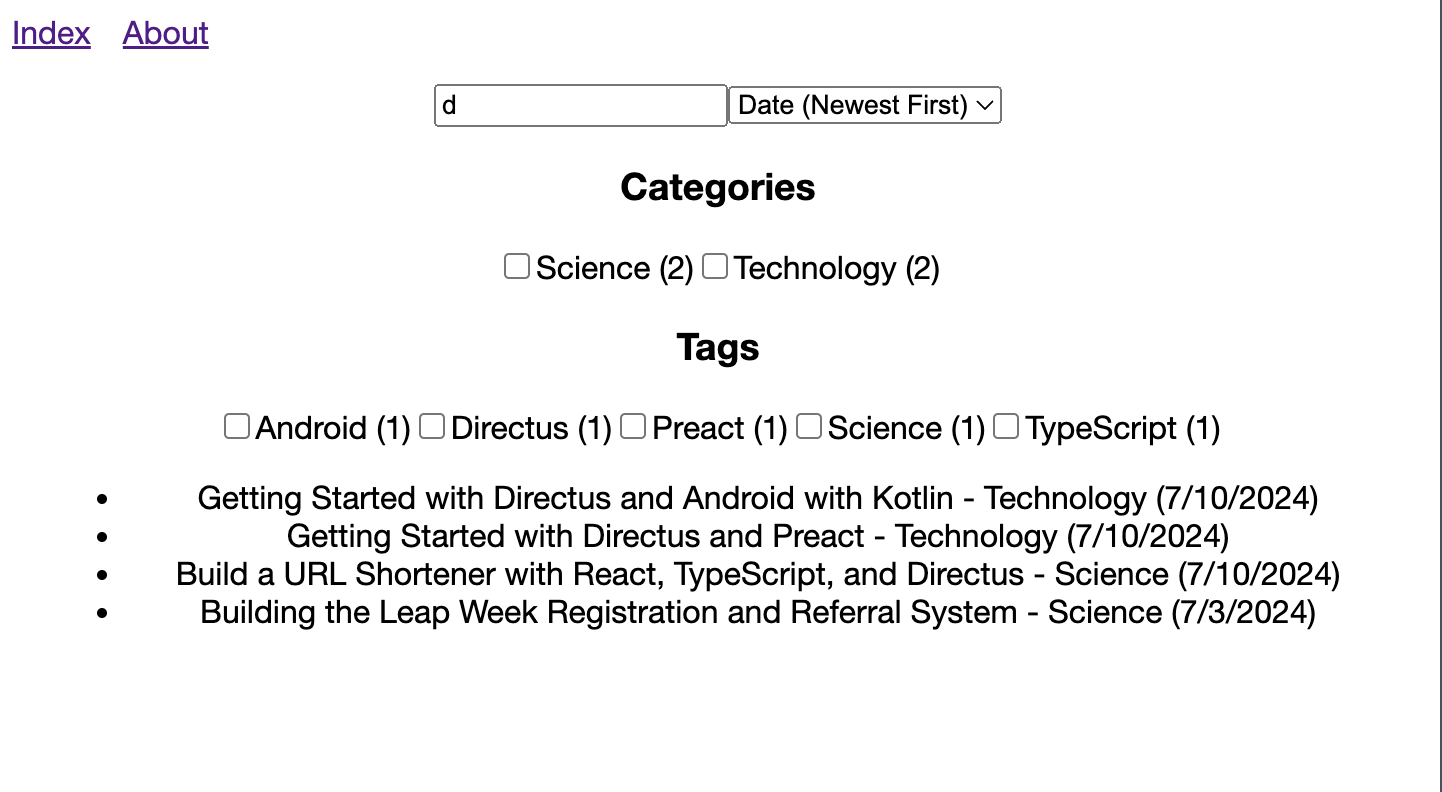 Index About
d Date (Newest First)
Categories
Science (2) Technology (2)
Tags
Android (1) Directus (1) Preact (1) Science (1) TypeScript (1)
Getting Started with Directus and Android with Kotlin - Technology (7/10/2024)
Getting Started with Directus and Preact - Technology (7/10/2024)
Build a URL Shortener with React, TypeScript, and Directus - Science (7/10/2024)
Building the Leap Week Registration and Referral System - Science (7/3/2024)